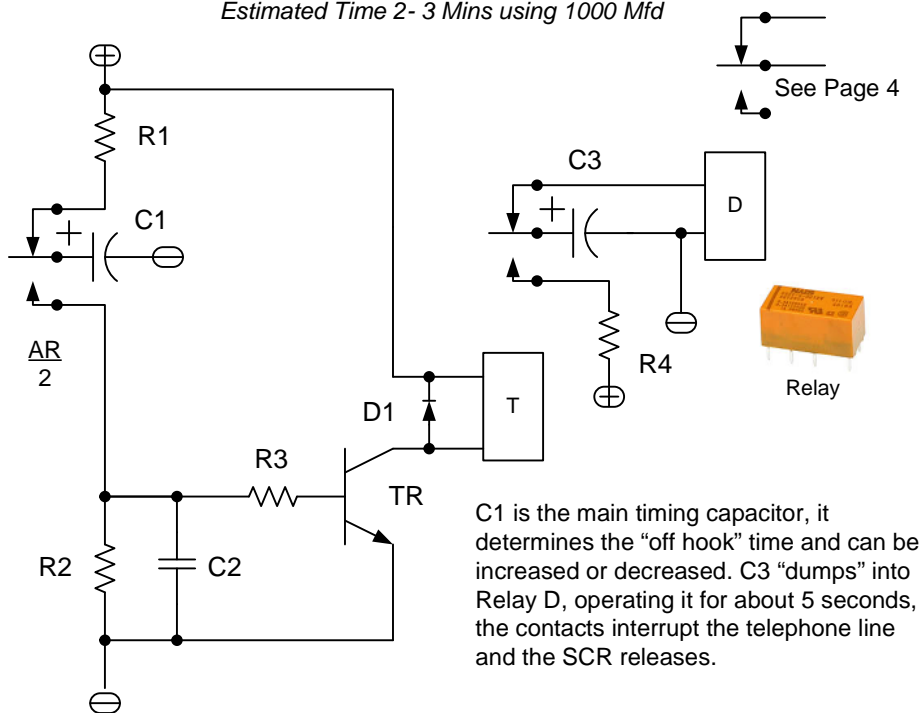 Estimated Time 2- 3 Mins using 1000 Mfd
See Page 4
R1
C3
D
C1
AR
2
R4
Relay
D1
T
R3
TR
R2
C2
C1 is the main timing capacitor, it
determines the “off hook” time and can be
increased or decreased. C3 “dumps” into
Relay D, operating it for about 5 seconds,
the contacts interrupt the telephone line
and the SCR releases.